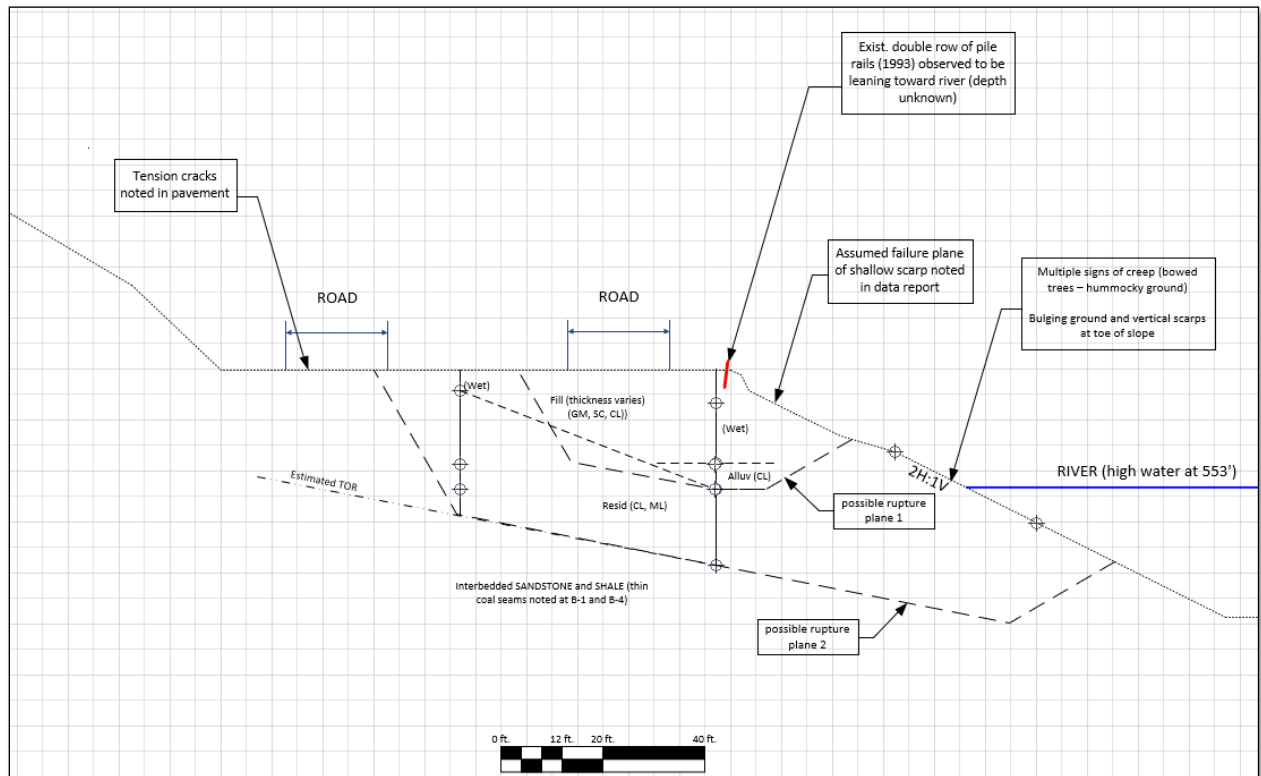 Exist. double row of pile
rails (1993) observed to be
leaning toward river (depth
unknown)
Tension cracks
noted in pavement
Assumed failure plane
of shallow scarp noted
in data report
Multiple signs of creep (bowed
trees – hummocky ground)
Bulging ground and vertical scarps
at toe of slope
ROAD
ROAD
(Wet)
Fill (thickness varies)
(GM, SC, CL))
(Wet)
Estimated TOR
Alluv (CL)
2H:1V
RIVER (high water at 553')
Resid (CL, ML)
possible rupture
plane 1
Interbedded SANDSTONE and SHALE (thin
coal seams noted at B-1 and B-4)
possible rupture
plane 2
0 ft. 12 ft. 20 ft. 40 ft.